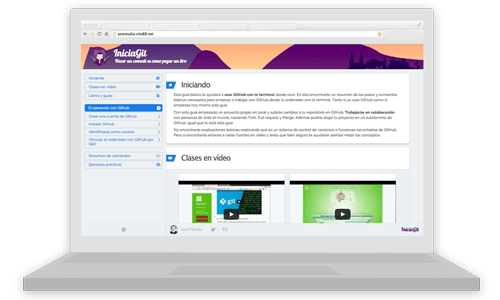 IniciaGit
Hacer un commit es como pegar un tiro
Iniciando
Clases en vídeo
Libros y guías
Empezando con Github
Crear una cuenta de Github
Instalar GitHub
Identificarse como usuario
Vincular el ordenador con GitHub por SSH
Resumen de comandos
Ejercicios prácticos
Iniciando
Esta guía básica te ayudará a usar GitHub con la terminal desde cero. En ella encontrarás un resumen de los pasos y comandos
básicos necesarios para empezar a trabajar con GitHub desde tu ordenador con la terminal. Tanto si ya usas GitHub como si
empiezas hoy mismo esta guía
Con esta guía empezarás un proyecto propio en local y subirás cambios a tu repositorio en GitHub. Trabajarás en colaboración
con personas de todo el mundo, haciendo Fork, Pull request y Merge. Además podrás alojar tu proyecto en un subdominio de
GitHub, igual que lo está esta guía.
No encontrarás explicaciones teóricas explicando que es un sistema de control de versiones o funcionan las entrañas de GitHub.
Pero si encontrarás enlaces a varias fuentes en vídeo y texto que bien seguro te ayudarán asimilar mejor los conceptos.
Clases en vídeo
git
IniciaGit